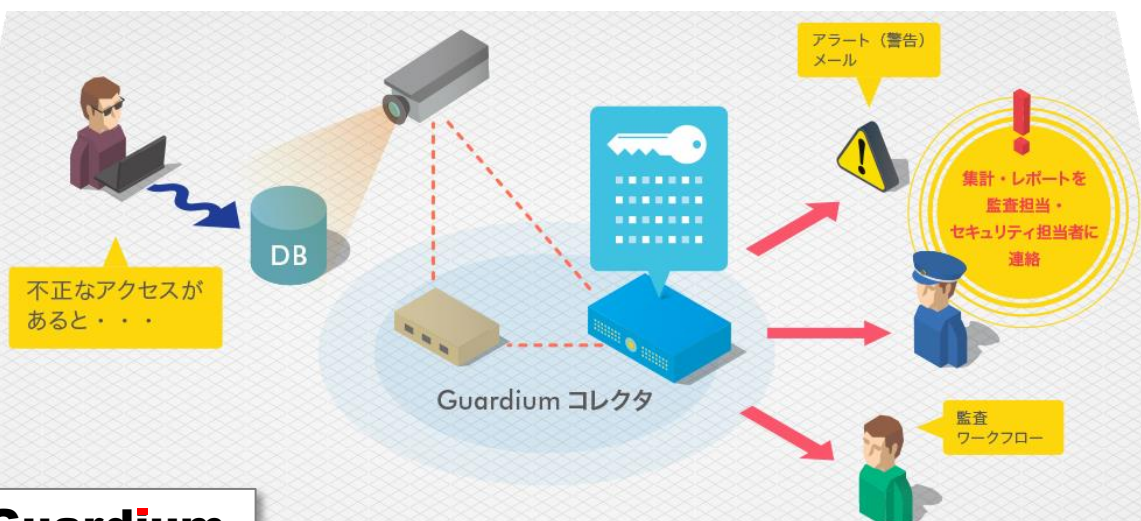 アラート（警告）
メール
集計・レポートを
監査担当・
セキュリティ担当者に
連絡
DB
不正なアクセスが
あると・・・
Guardium コレクタ
監査
ワークフロー
Guardium